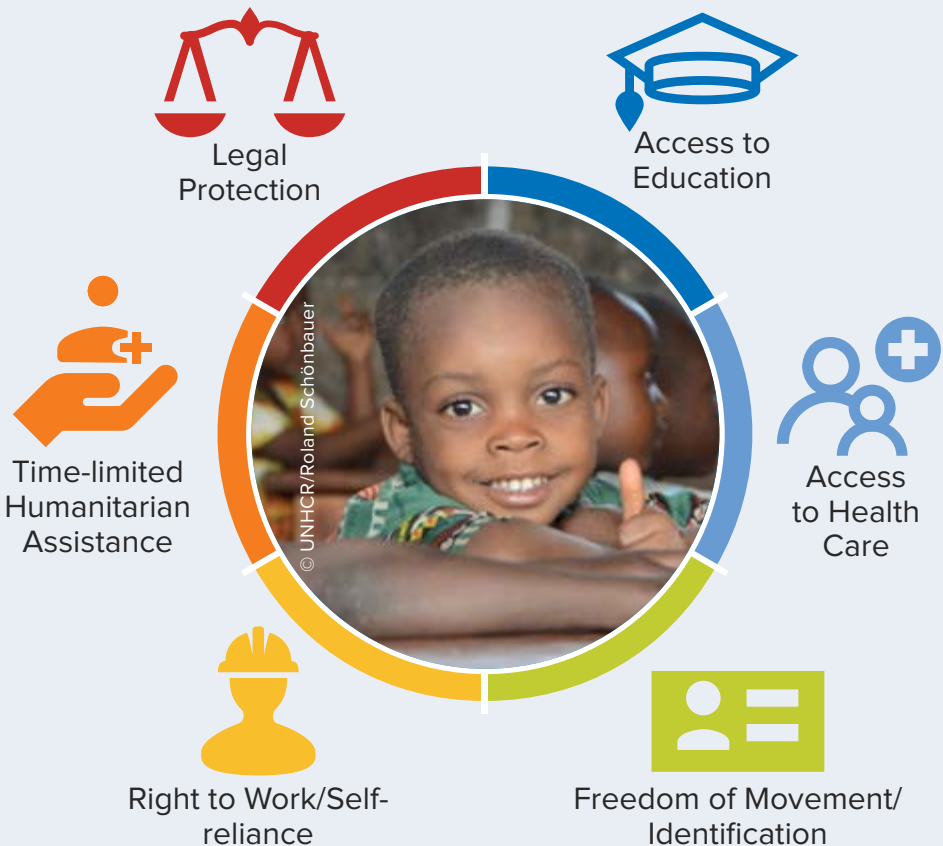 Legal
Protection
Access to
Education
Time-limited
Humanitarian
Assistance
© UNHCR/Roland Schönbauer
Access
to Health
Care
Right to Work/Self-
reliance
Freedom of Movement/
Identification